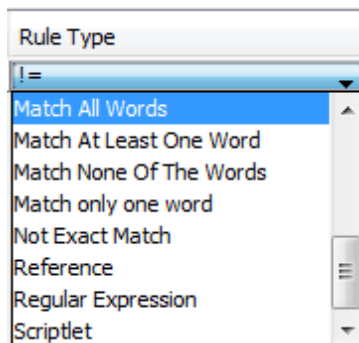 Rule Type
!=
Match All Words
Match At Least One Word
Match None Of The Words
Match only one word
Not Exact Match
Reference
Regular Expression
Scriptlet